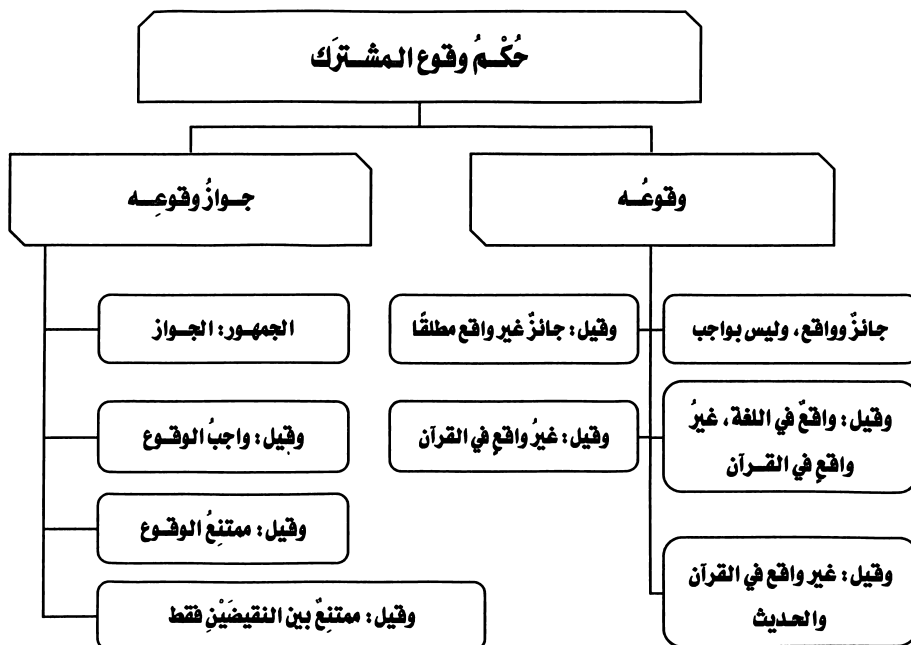 حُكْمُ وقوع المشترَك
وقوعُه
جوازُ وقوعِه
جائزٌ وواقع، وليس بواجب
وقيل: جائزٌ غير واقع مطلقًا
وقيل: واقعٌ في اللغة، غيرُ
واقعٍ في القرآن
وقيل: غيرُ واقعٍ في القرآن
وقيل: غير واقع في القرآن
والحديث
الجمهور: الجواز
وقيل: واجبُ الوقوع
وقيل: ممتنِعُ الوقوع
وقيل: ممتنِعٌ بين النقيضَيْنِ فقط